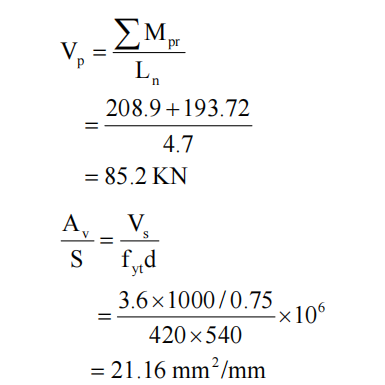 V_p = ∑M_pr / L_n
= 208.9+193.72 / 4.7
= 85.2 KN
A_v / S = V_s / f_yt d
= 3.6×1000/0.75 / 420×540 ×10^6
= 21.16 mm²/mm